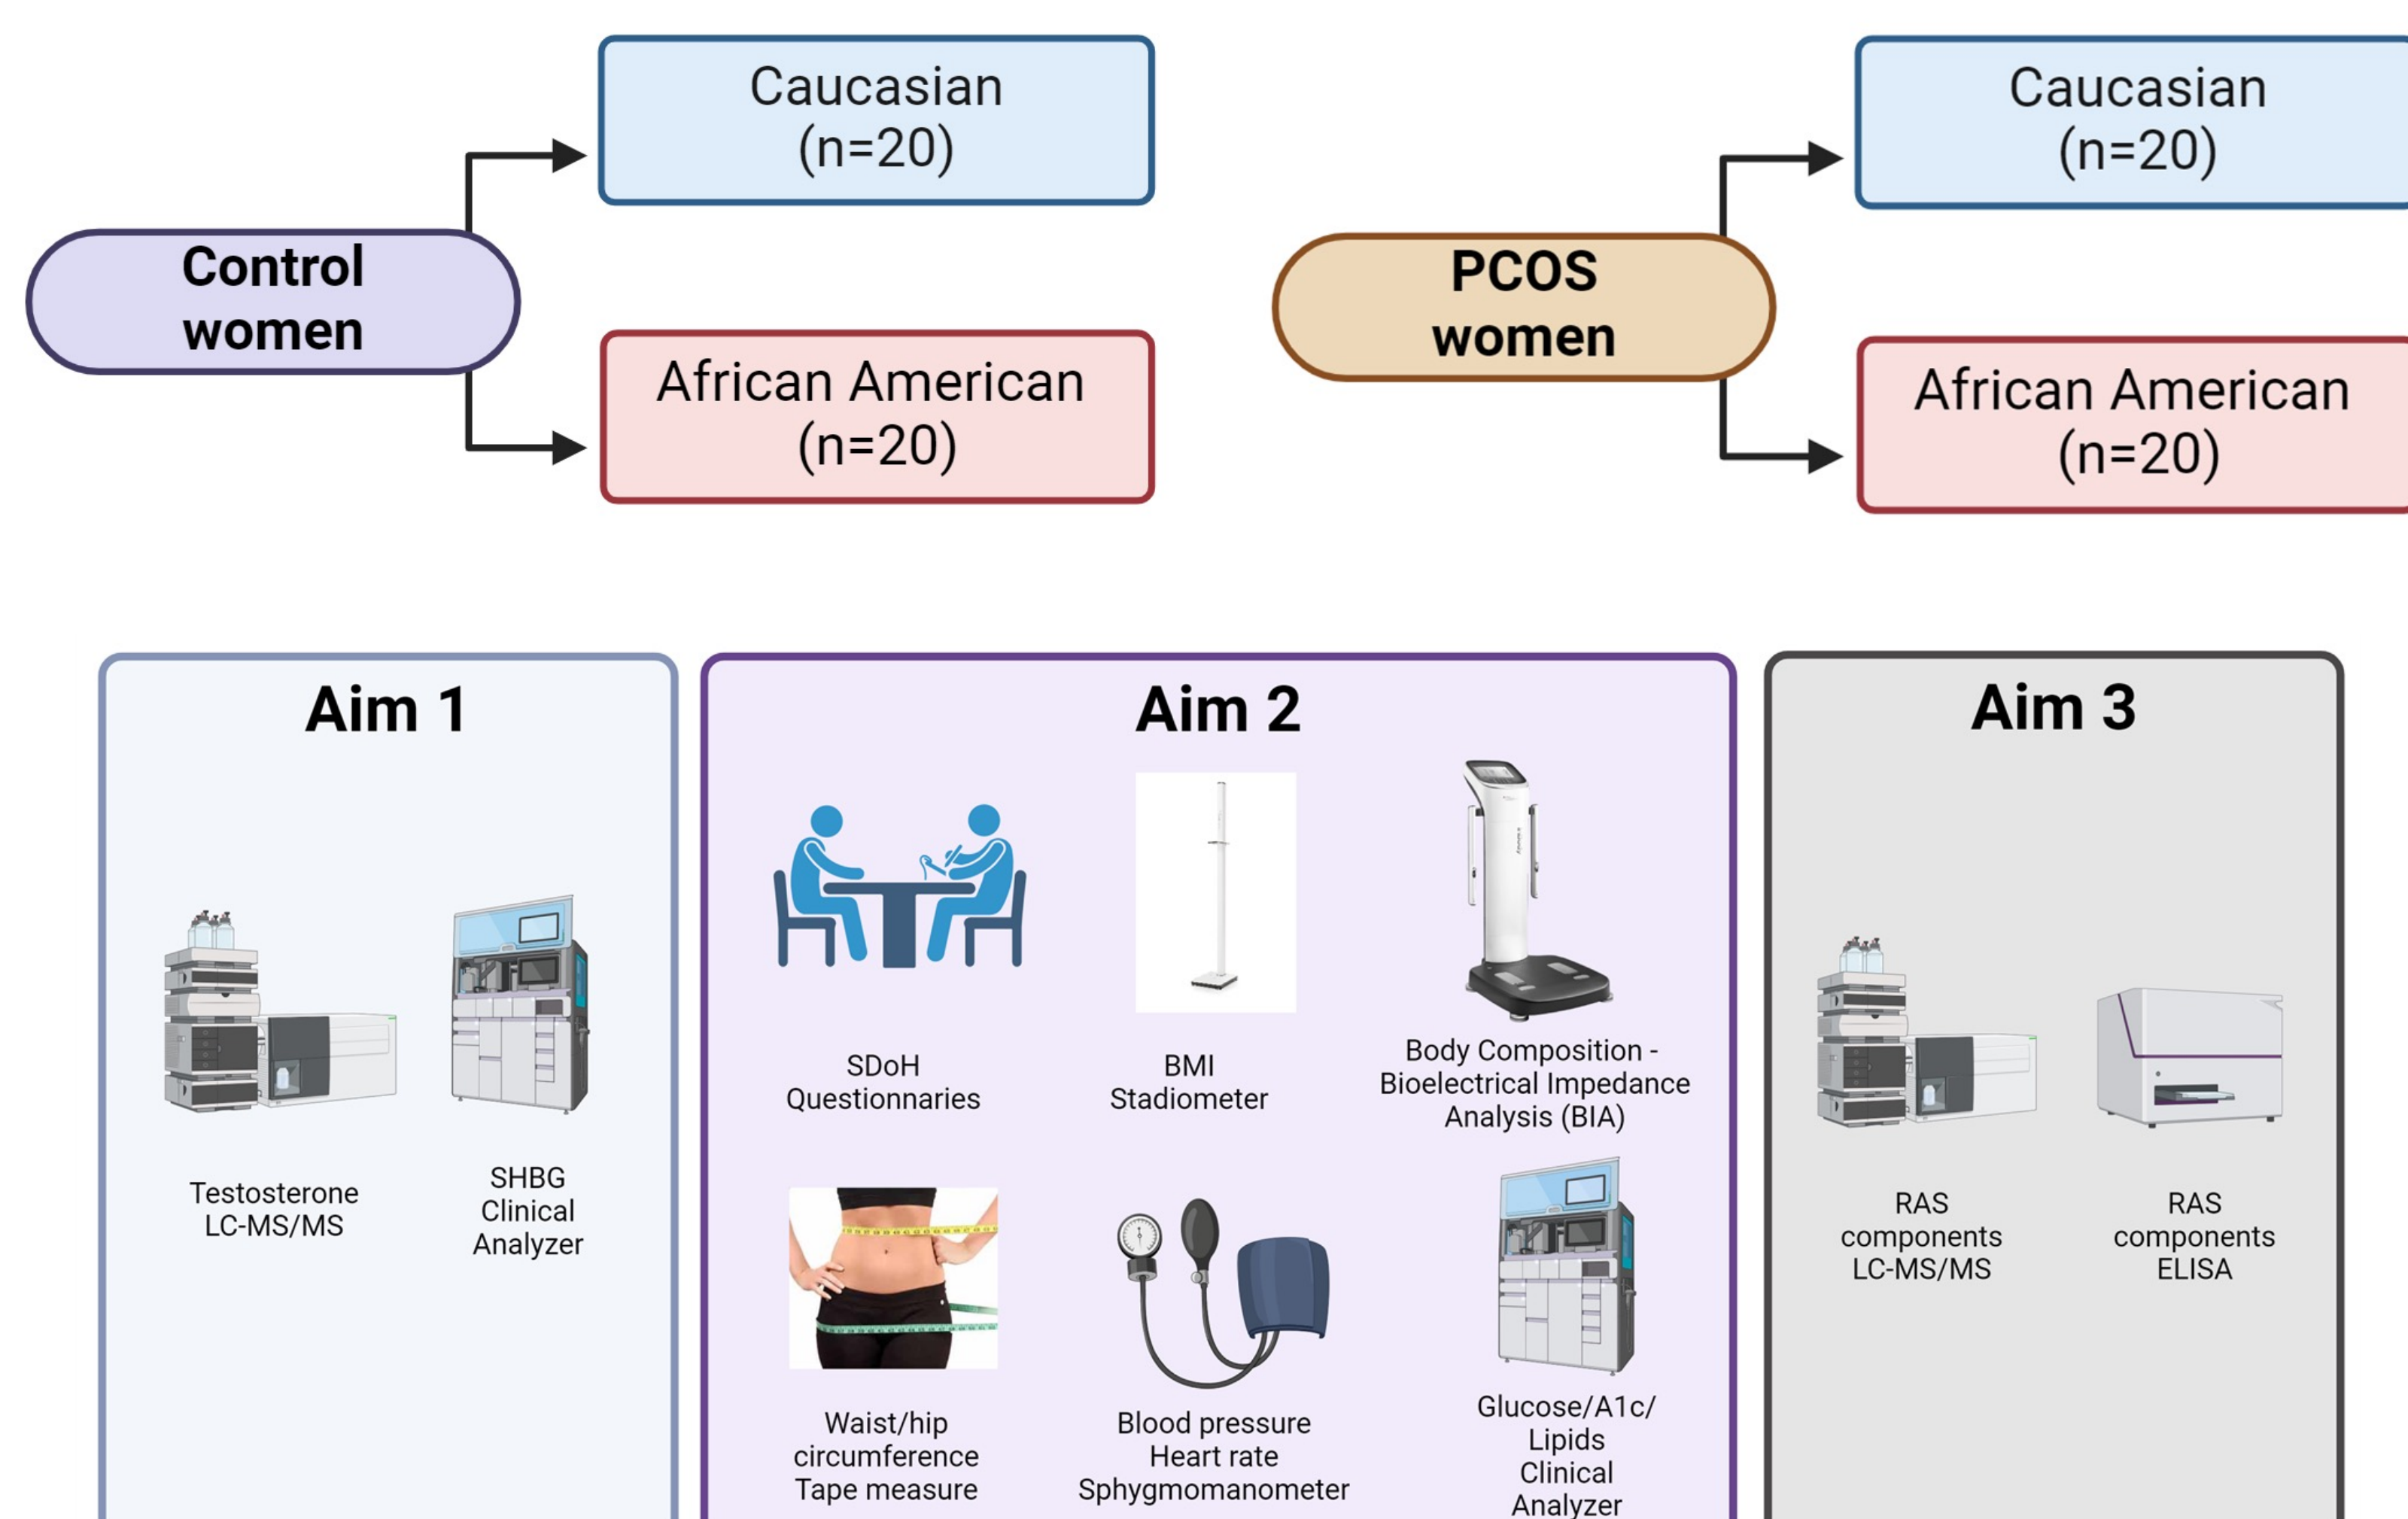 Caucasian
(n=20)
Control
women
African American
(n=20)
Caucasian
(n=20)
PCOS
women
African American
(n=20)
Aim 1
Testosterone
LC-MS/MS
SHBG
Clinical
Analyzer
Aim 2
SDoH
Questionnaries
BMI
Stadiometer
Body Composition -
Bioelectrical Impedance
Analysis (BIA)
Waist/hip
circumference
Tape measure
Blood pressure
Heart rate
Sphygmomanometer
Glucose/A1c/
Lipids
Clinical
Analyzer
Aim 3
RAS
components
LC-MS/MS
RAS
components
ELISA